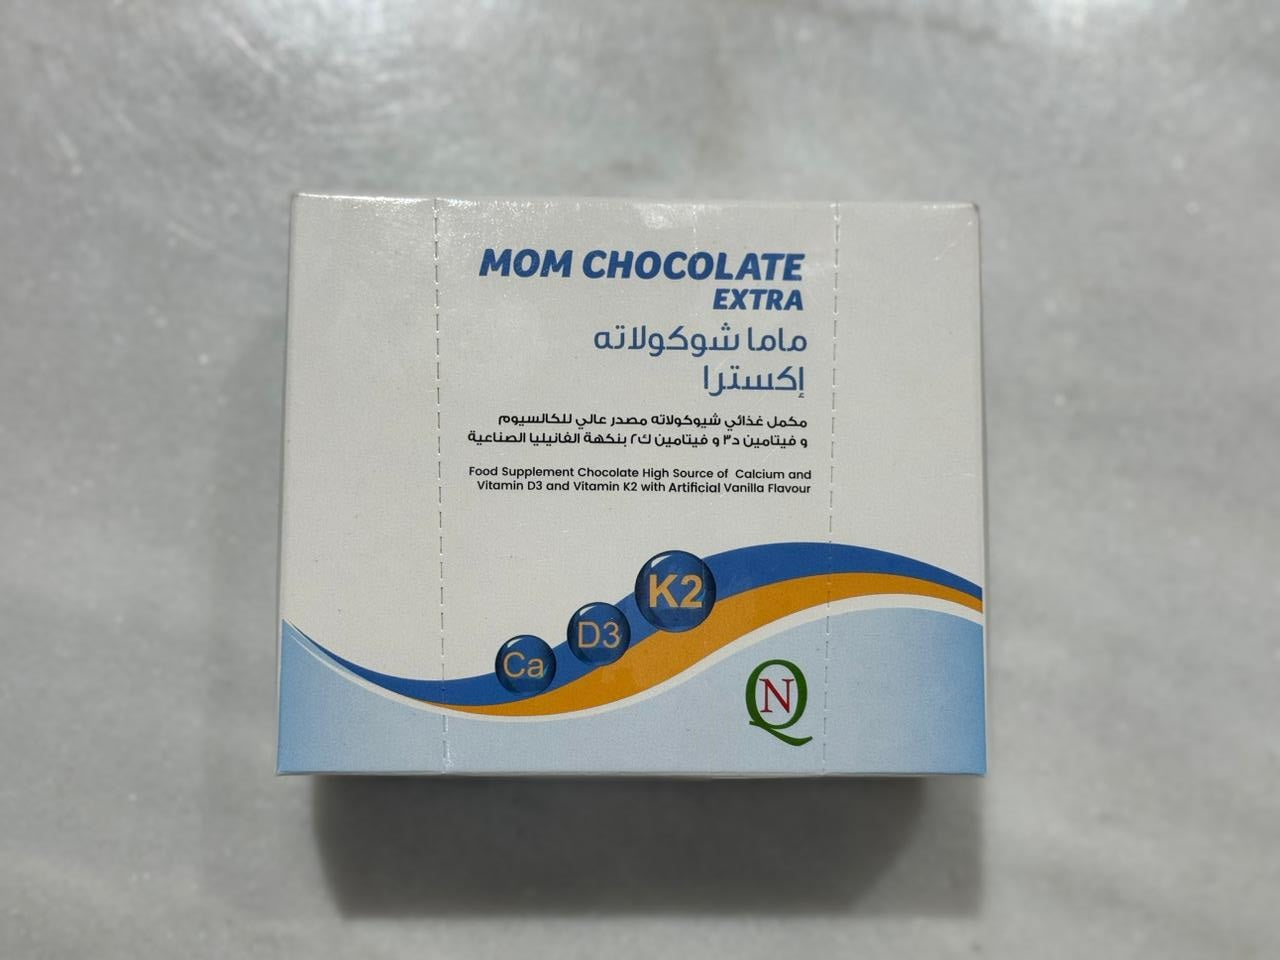 MOM CHOCOLATE
EXTRA
ماما شوكولاته
إكسترا
مكمل غذائي شيوكولاته مصدر عالي للكالسيوم
و فيتامين د٣ و فيتامين ك٢ بنكهة الفانيليا الصناعية
Food Supplement Chocolate High Source of Calcium and
Vitamin D3 and Vitamin K2 with Artificial Vanilla Flavour
K2
D3
Ca
QN